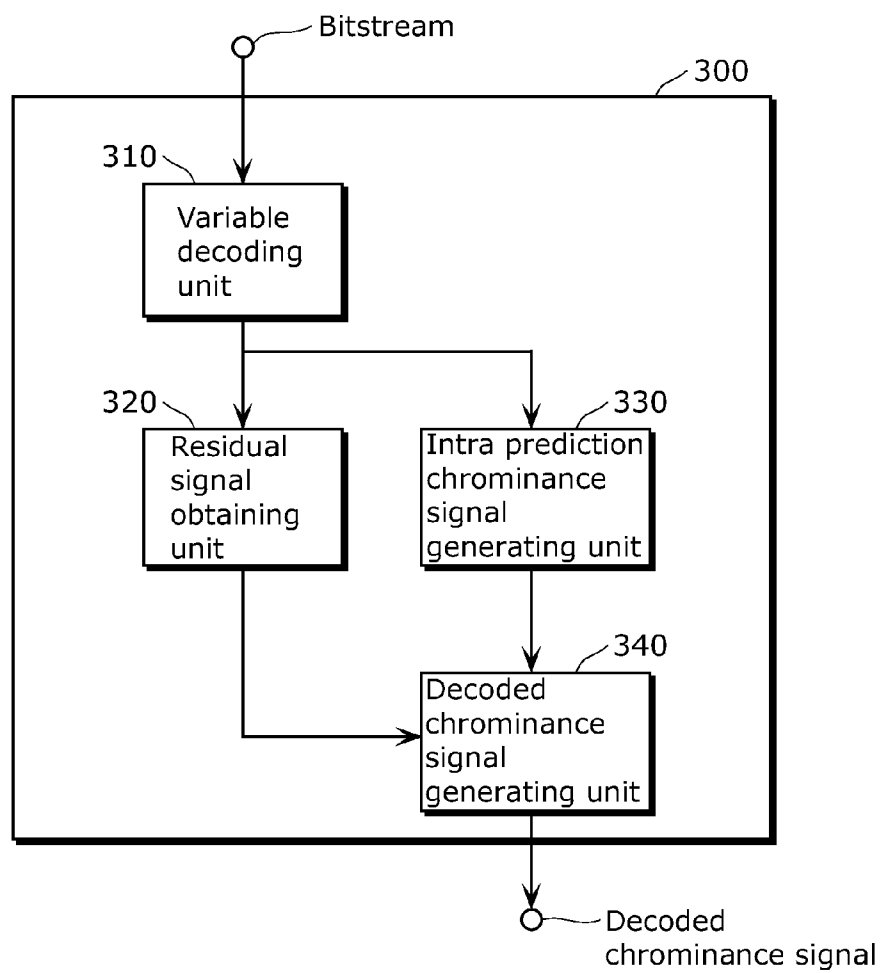 Bitstream
300
310
Variable
decoding
unit
320
Residual
signal
obtaining
unit
330
Intra prediction
chrominance
signal
generating unit
340
Decoded
chrominance
signal
generating unit
Decoded
chrominance signal